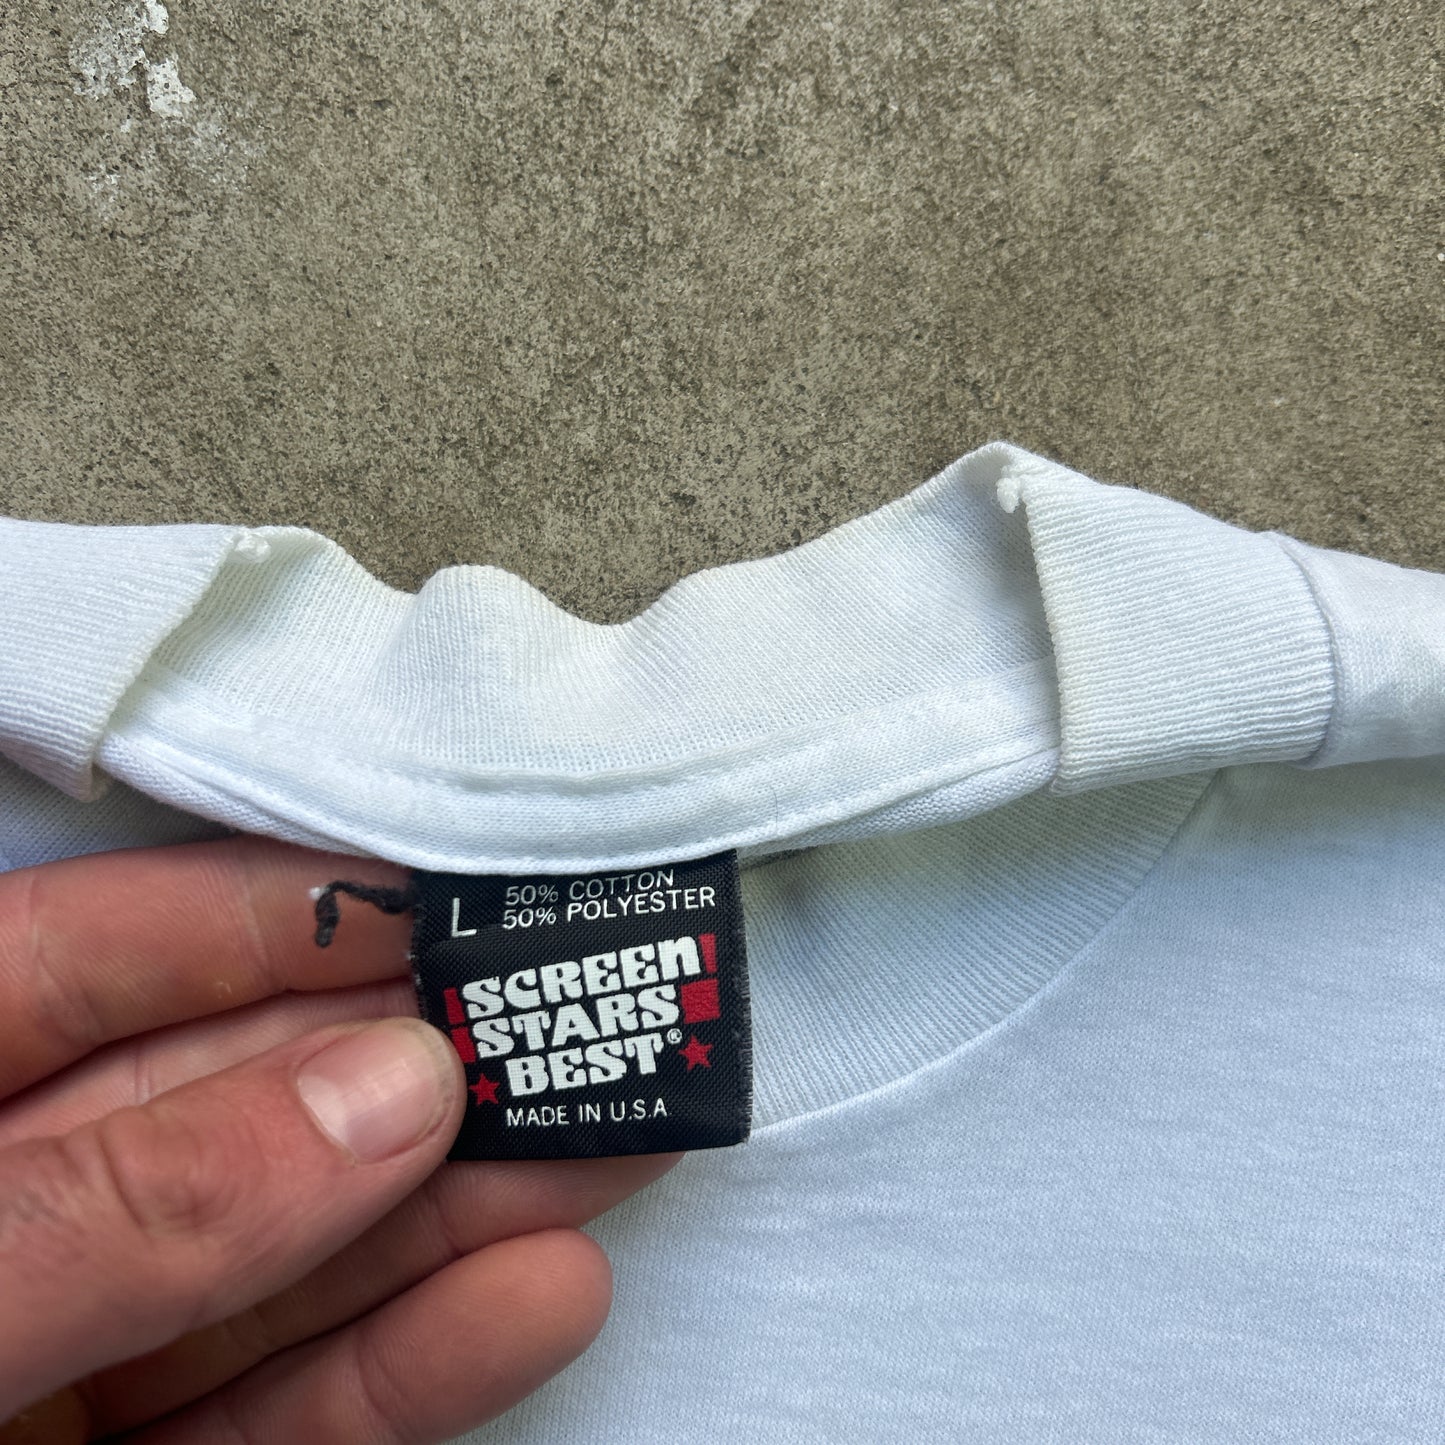 L
50% COTTON
50% POLYESTER
SCREEN
STARS
BEST®
MADE IN U.S.A